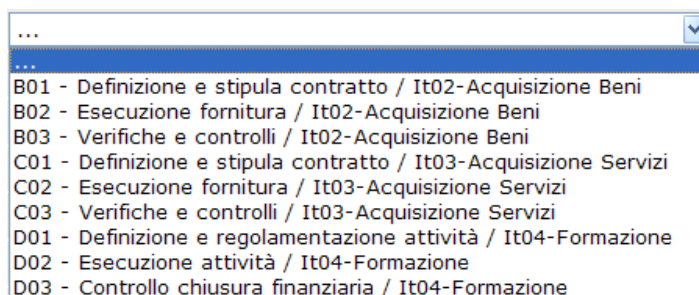 ...
...
B01 - Definizione e stipula contratto / It02-Acquisizione Beni
B02 - Esecuzione fornitura / It02-Acquisizione Beni
B03 - Verifiche e controlli / It02-Acquisizione Beni
C01 - Definizione e stipula contratto / It03-Acquisizione Servizi
C02 - Esecuzione fornitura / It03-Acquisizione Servizi
C03 - Verifiche e controlli / It03-Acquisizione Servizi
D01 - Definizione e regolamentazione attività / It04-Formazione
D02 - Esecuzione attività / It04-Formazione
D03 - Controllo chiusura finanziaria / It04-Formazione